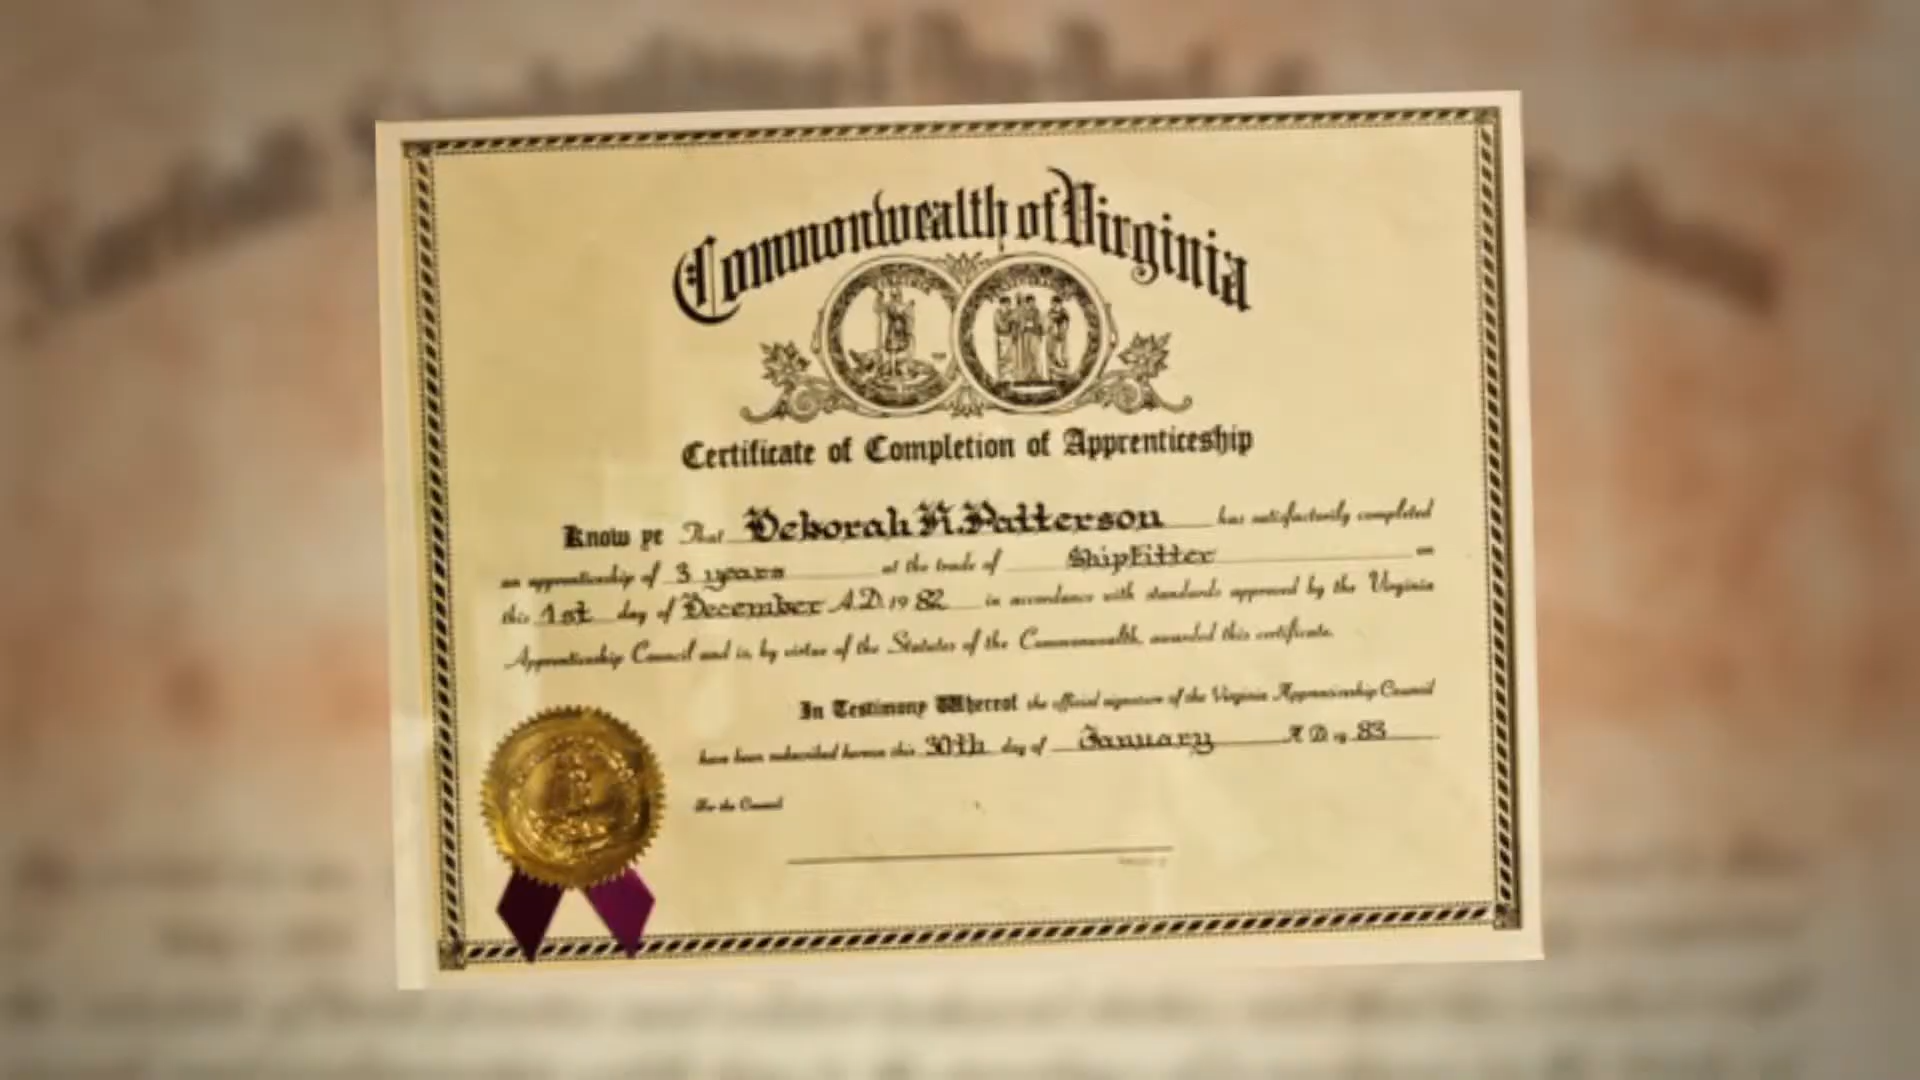 Commonwealth of Virginia
Certificate of Completion of Apprenticeship
Know ye That Deborah Patterson has satisfactorily completed
an apprenticeship of 3 years at the trade of Shipfitter on
this 1st day of December A.D. 19 82 in accordance with standards approved by the Virginia
Apprenticeship Council and is, by virtue of the Statutes of the Commonwealth, awarded this certificate.
In Testimony Whereof the official signature of the Virginia Apprenticeship Council
have been subscribed hereon this 30th day of January A.D. 19 83
For the Council